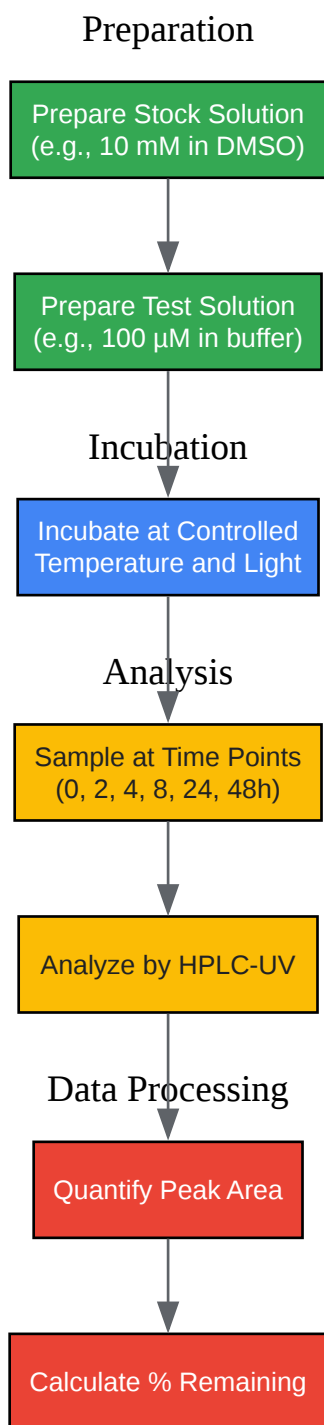 Preparation
Prepare Stock Solution
(e.g., 10 mM in DMSO)
Prepare Test Solution
(e.g., 100 µM in buffer)
Incubation
Incubate at Controlled
Temperature and Light
Analysis
Sample at Time Points
(0, 2, 4, 8, 24, 48h)
Analyze by HPLC-UV
Data Processing
Quantify Peak Area
Calculate % Remaining